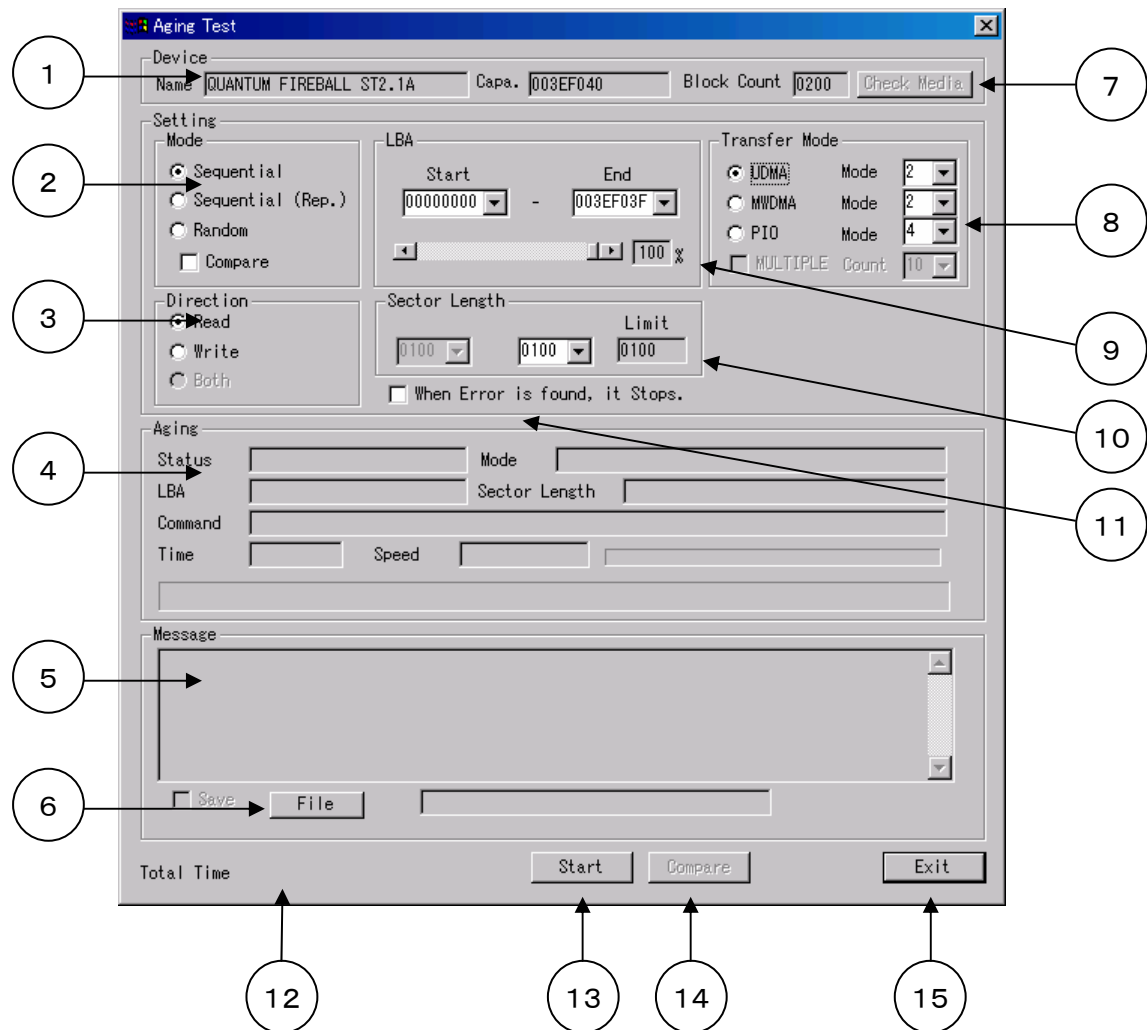 Aging Test
Device
1
Name QUANTUM FIREBALL ST2.1A Capa. 003EF040 Block Count 0200 Check Media
7
Setting
Mode
2
Sequential
Sequential (Rep.)
Random
Compare
LBA
Start End
00000000 - 003EF03F
100 %
Transfer Mode
UDMA Mode 2
MWDMA Mode 2
PIO Mode 4
MULTIPLE Count 10
8
Direction
3
Read
Write
Both
Sector Length
Limit
0100 0100 0100
9
When Error is found, it Stops.
10
Aging
4
Status Mode
LBA Sector Length
Command
Time Speed
11
Message
5
6
Save File
Total Time Start Compare Exit
12 13 14 15